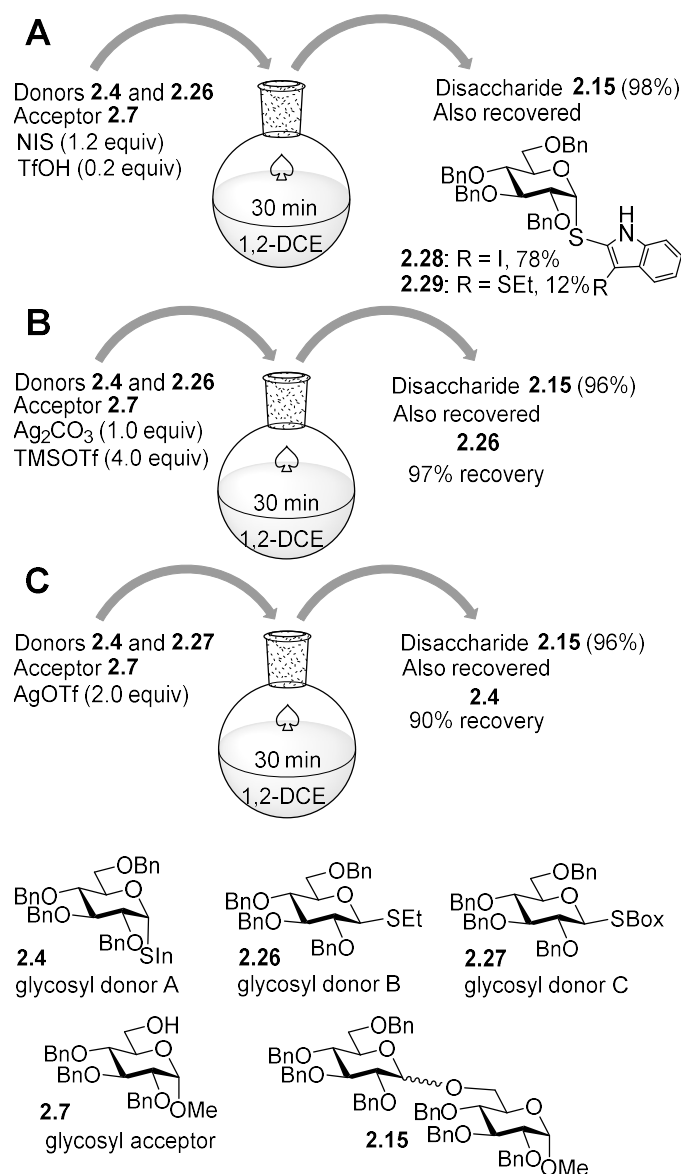 A
Donors 2.4 and 2.26
Acceptor 2.7
NIS (1.2 equiv)
TfOH (0.2 equiv)
30 min
1,2-DCE
Disaccharide 2.15 (98%)
Also recovered
OBn
BnO
O
BnO
BnO
S
H
N
R
2.28: R = I, 78%
2.29: R = SEt, 12%
B
Donors 2.4 and 2.26
Acceptor 2.7
Ag₂CO₃ (1.0 equiv)
TMSOTf (4.0 equiv)
30 min
1,2-DCE
Disaccharide 2.15 (96%)
Also recovered
2.26
97% recovery
C
Donors 2.4 and 2.27
Acceptor 2.7
AgOTf (2.0 equiv)
30 min
1,2-DCE
Disaccharide 2.15 (96%)
Also recovered
2.4
90% recovery
OBn
BnO
O
BnO
BnO
SIn
2.4
glycosyl donor A
OBn
BnO
O
BnO
SEt
OBn
2.26
glycosyl donor B
OBn
BnO
O
BnO
SBox
OBn
2.27
glycosyl donor C
OH
BnO
O
BnO
BnO
OMe
2.7
glycosyl acceptor
OBn
BnO
O
BnO
O
OBn
BnO
O
BnO
BnO
OMe
2.15